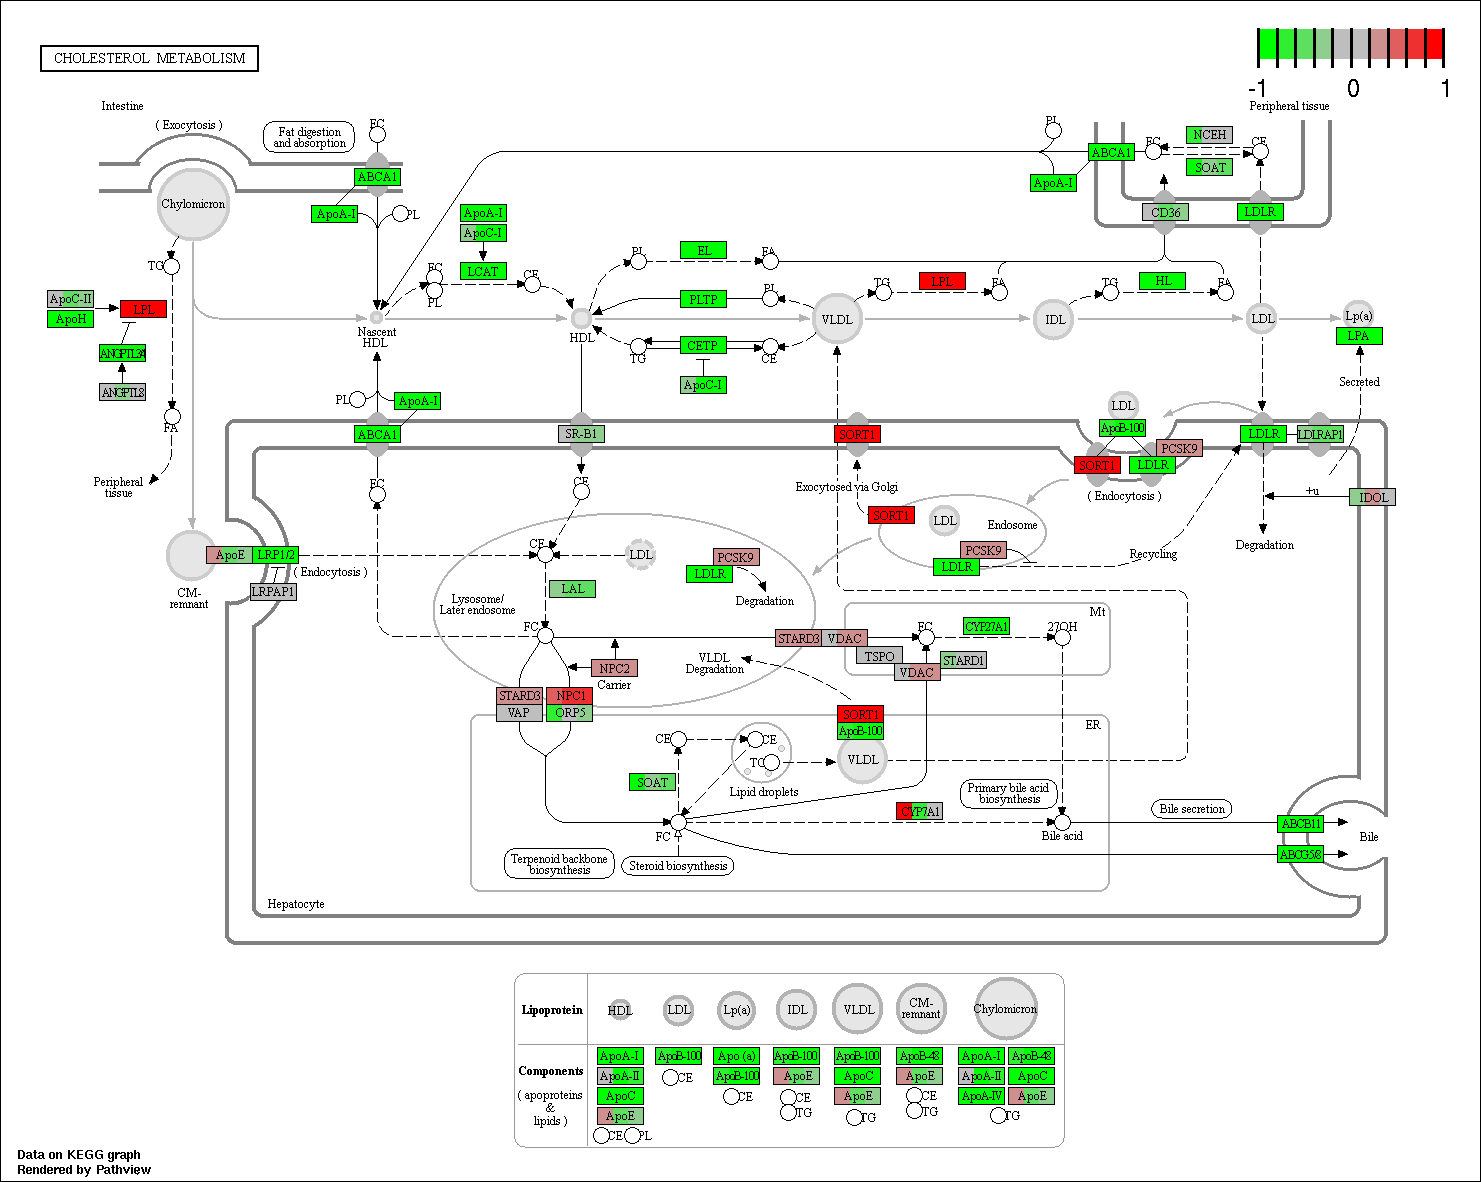 CHOLESTEROL METABOLISM
-1 0 1
Intestine
( Exocytosis )
Fat digestion
and absorption
FC
Peripheral tissue
PL
FC
CE
NCEH
SOAT
ABCA1
ApoA-I
CD36
LDLR
Chylomicron
ABCA1
ApoA-I
PL
ApoA-I
ApoC-I
LCAT
TG
FC
PL
CE
PL
EL
FA
PLTP
PL
TG
LPL
FA
TG
HL
FA
ApoC-II
ApoH
LPL
ANGPTL3/4
ANGPTL8
Nascent
HDL
HDL
VLDL
IDL
LDL
Lp(a)
LPA
TG
CETP
CE
ApoC-I
Secreted
FA
Peripheral
tissue
PL
ApoA-I
ABCA1
SR-B1
SORT1
LDL
ApoB-100
SORT1
LDLR
PCSK9
( Endocytosis )
LDLR
LDLRAP1
FC
CE
Exocytosed via Golgi
+u
IDOL
SORT1
LDL
Endosome
PCSK9
LDLR
Recycling
Degradation
ApoE
LRP1/2
( Endocytosis )
LRPAP1
CM-
remnant
CE
LDL
PCSK9
LDLR
Degradation
LAL
Lysosome/
Later endosome
FC
Mt
STARD3
VDAC
FC
CYP27A1
27OH
TSPO
STARD1
VDAC
NPC2
Carrier
VLDL
Degradation
STARD3
NPC1
VAP
ORP5
SORT1
ApoB-100
VLDL
ER
CE
CE
TG
Lipid droplets
SOAT
Primary bile acid
biosynthesis
CYP7A1
FC
Bile acid
Bile secretion
ABCB11
ABCG5/8
Bile
Terpenoid backbone
biosynthesis
Steroid biosynthesis
Hepatocyte
Lipoprotein
HDL
LDL
Lp(a)
IDL
VLDL
CM-
remnant
Chylomicron
Components
( apoproteins
&
lipids )
ApoA-I
ApoA-II
ApoC
ApoE
CE
PL
ApoB-100
CE
Apo (a)
ApoB-100
CE
ApoB-100
ApoE
CE
TG
ApoB-100
ApoC
ApoE
TG
ApoB-48
ApoE
CE
TG
ApoA-I ApoB-48
ApoA-II ApoC
ApoA-IV ApoE
TG
Data on KEGG graph
Rendered by Pathview